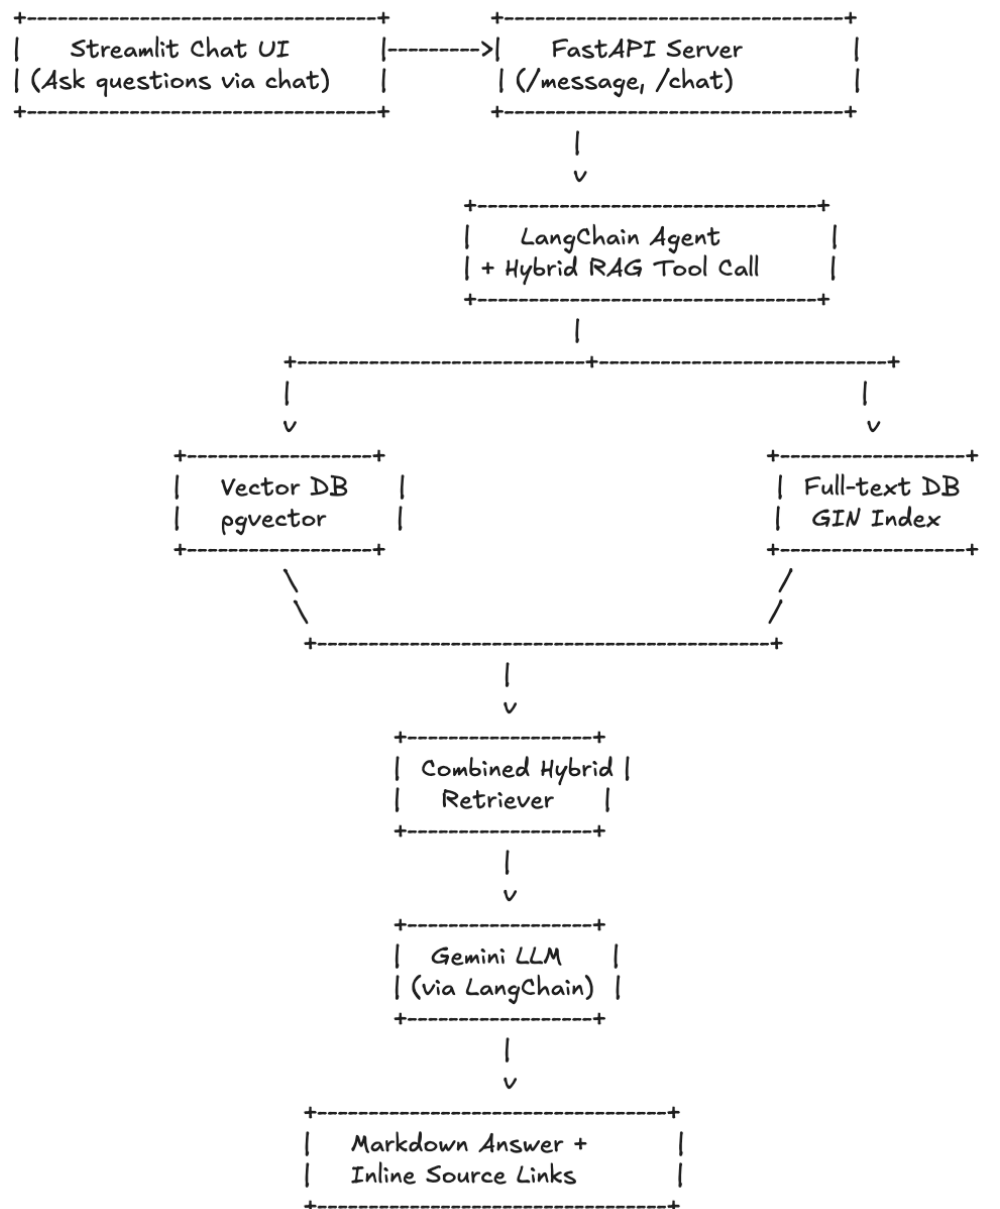 Streamlit Chat UI
(Ask questions via chat)
FastAPI Server
(/message, /chat)
LangChain Agent
+ Hybrid RAG Tool Call
Vector DB
pgvector
Full-text DB
GIN Index
Combined Hybrid
Retriever
Gemini LLM
(via LangChain)
Markdown Answer +
Inline Source Links